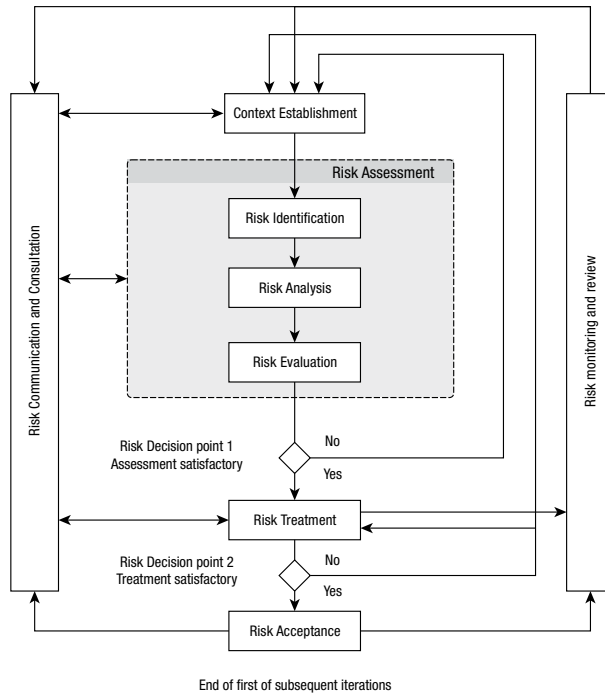 Context Establishment
Risk Assessment
Risk Identification
Risk Analysis
Risk Evaluation
Risk Communication and Consultation
Risk monitoring and review
Risk Decision point 1
Assessment satisfactory
No
Yes
Risk Treatment
Risk Decision point 2
Treatment satisfactory
No
Yes
Risk Acceptance
End of first of subsequent iterations